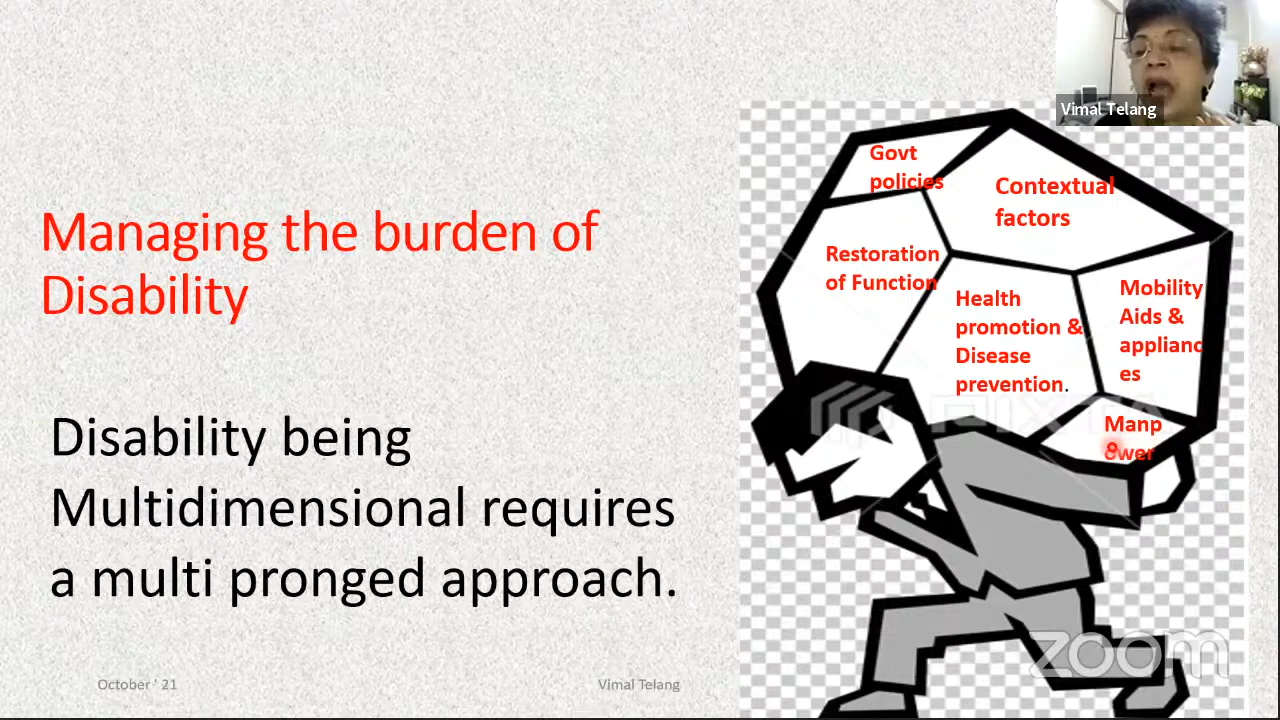 Vimal Telang
Managing the burden of
Disability
Disability being
Multidimensional requires
a multi pronged approach.
Govt
policies
Contextual
factors
Restoration
of Function
Health
promotion &
Disease
prevention.
Mobility
Aids &
applianc
es
Manp
ower
PIXTA
zoom
October ' 21
Vimal Telang